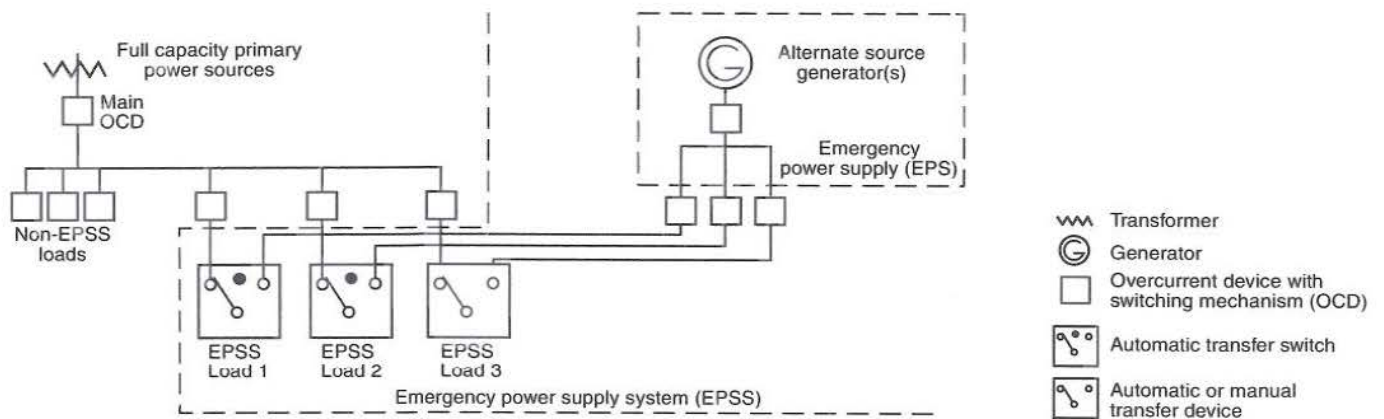 Full capacity primary
power sources
Main
OCD
Non-EPSS
loads
Alternate source
generator(s)
Emergency
power supply (EPS)
EPSS
Load 1
EPSS
Load 2
EPSS
Load 3
Emergency power supply system (EPSS)
Transformer
Generator
Overcurrent device with
switching mechanism (OCD)
Automatic transfer switch
Automatic or manual
transfer device